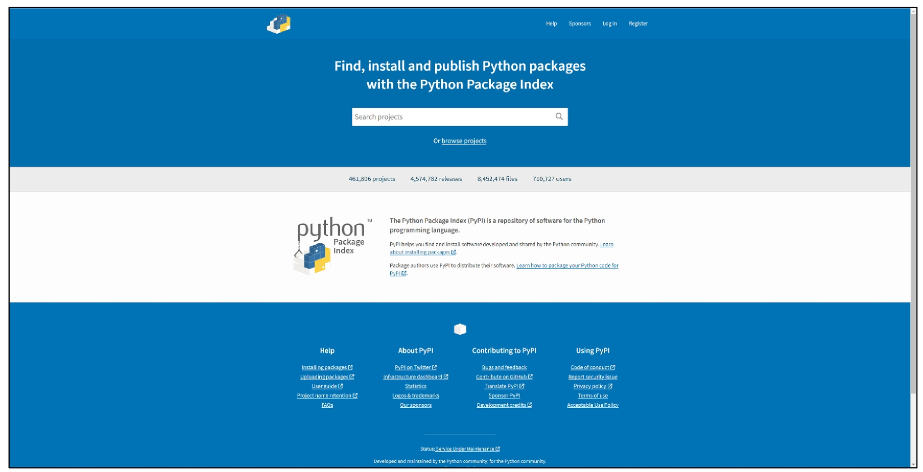 Help Sponsors Log in Register
Find, install and publish Python packages
with the Python Package Index
Search projects
Or browse projects
461,806 projects 4,574,782 releases 8,452,474 files 710,727 users
python™
Package
Index
The Python Package Index (PyPI) is a repository of software for the Python
programming language.
PyPI helps you find and install software developed and shared by the Python community. Learn
about installing packages
Package authors use PyPI to distribute their software. Learn how to package your Python code for
PyPI
Help
Installing packages
Uploading packages
User guide
Project name retention
FAQs
About PyPI
PyPI on Twitter
Infrastructure dashboard
Statistics
Logos & trademarks
Our sponsors
Contributing to PyPI
Bugs and feedback
Contribute on GitHub
Translate PyPI
Sponsor PyPI
Development credits
Using PyPI
Code of conduct
Report security issue
Privacy policy
Terms of use
Acceptable Use Policy
Status: Service Under Maintenance
Developed and maintained by the Python community, for the Python community.